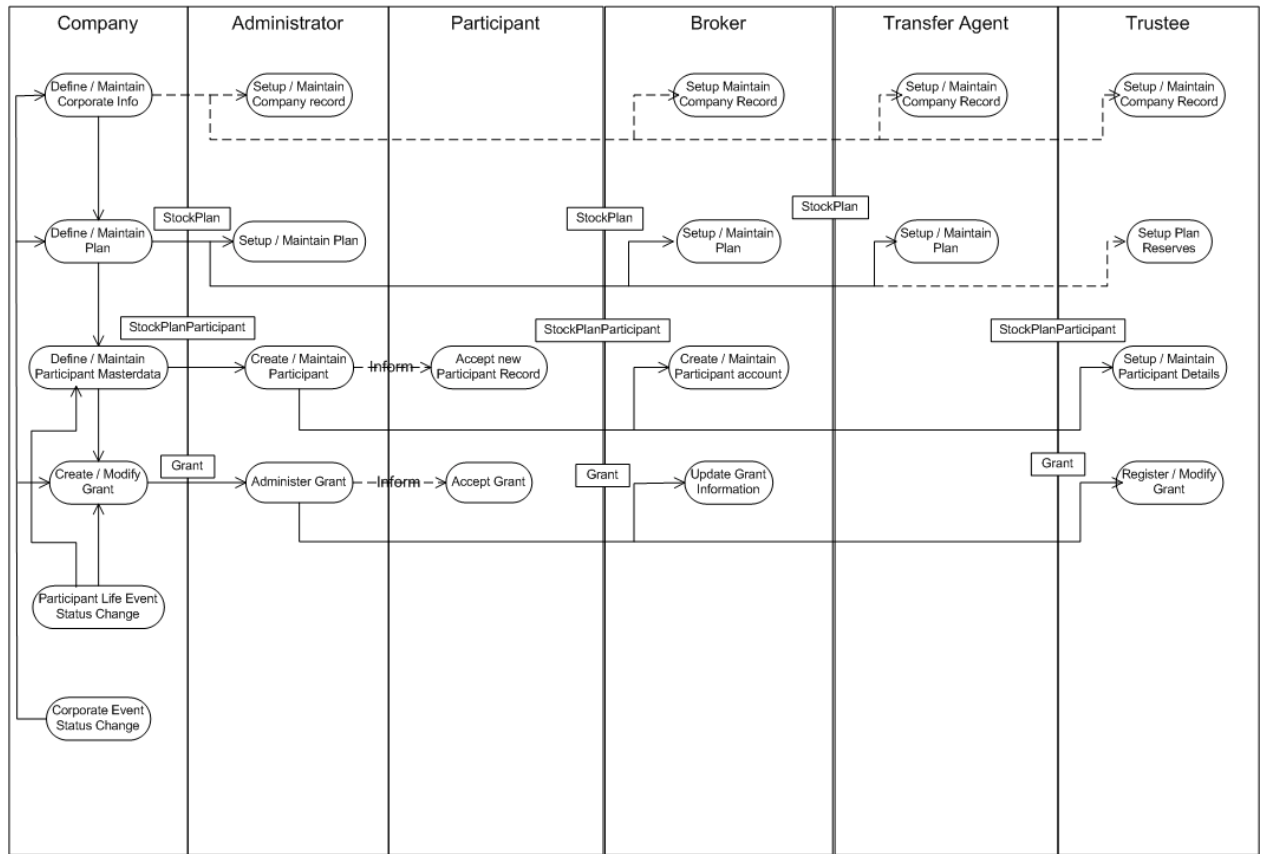 Company
Administrator
Participant
Broker
Transfer Agent
Trustee
Define / Maintain
Corporate Info
Setup / Maintain
Company record
Setup Maintain
Company Record
Setup / Maintain
Company Record
Setup / Maintain
Company Record
StockPlan
StockPlan
StockPlan
Define / Maintain
Plan
Setup / Maintain Plan
Setup / Maintain
Plan
Setup / Maintain
Plan
Setup Plan
Reserves
StockPlanParticipant
StockPlanParticipant
StockPlanParticipant
Define / Maintain
Participant Masterdata
Create / Maintain
Participant
Inform
Accept new
Participant Record
Create / Maintain
Participant account
Setup / Maintain
Participant Details
Grant
Grant
Grant
Create / Modify
Grant
Administer Grant
Inform
Accept Grant
Update Grant
Information
Register / Modify
Grant
Participant Life Event
Status Change
Corporate Event
Status Change